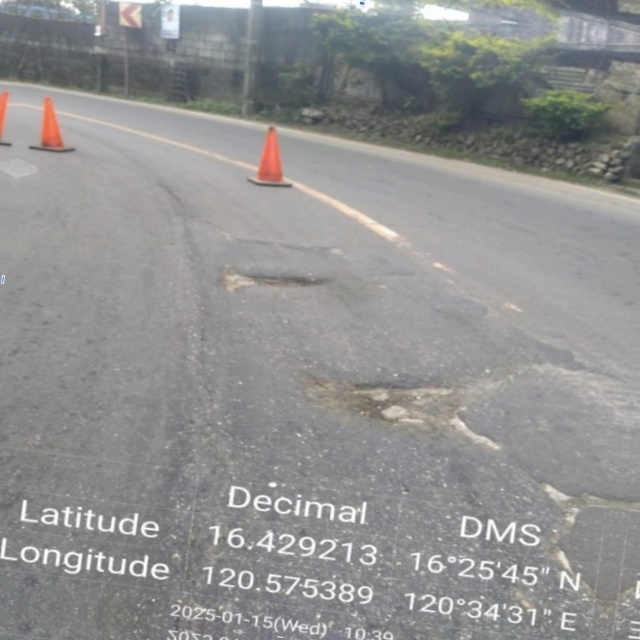 Decimal DMS
Latitude 16.429213 16°25'45" N
Longitude 120.575389 120°34'31" E
2025-01-15(Wed) 10:39